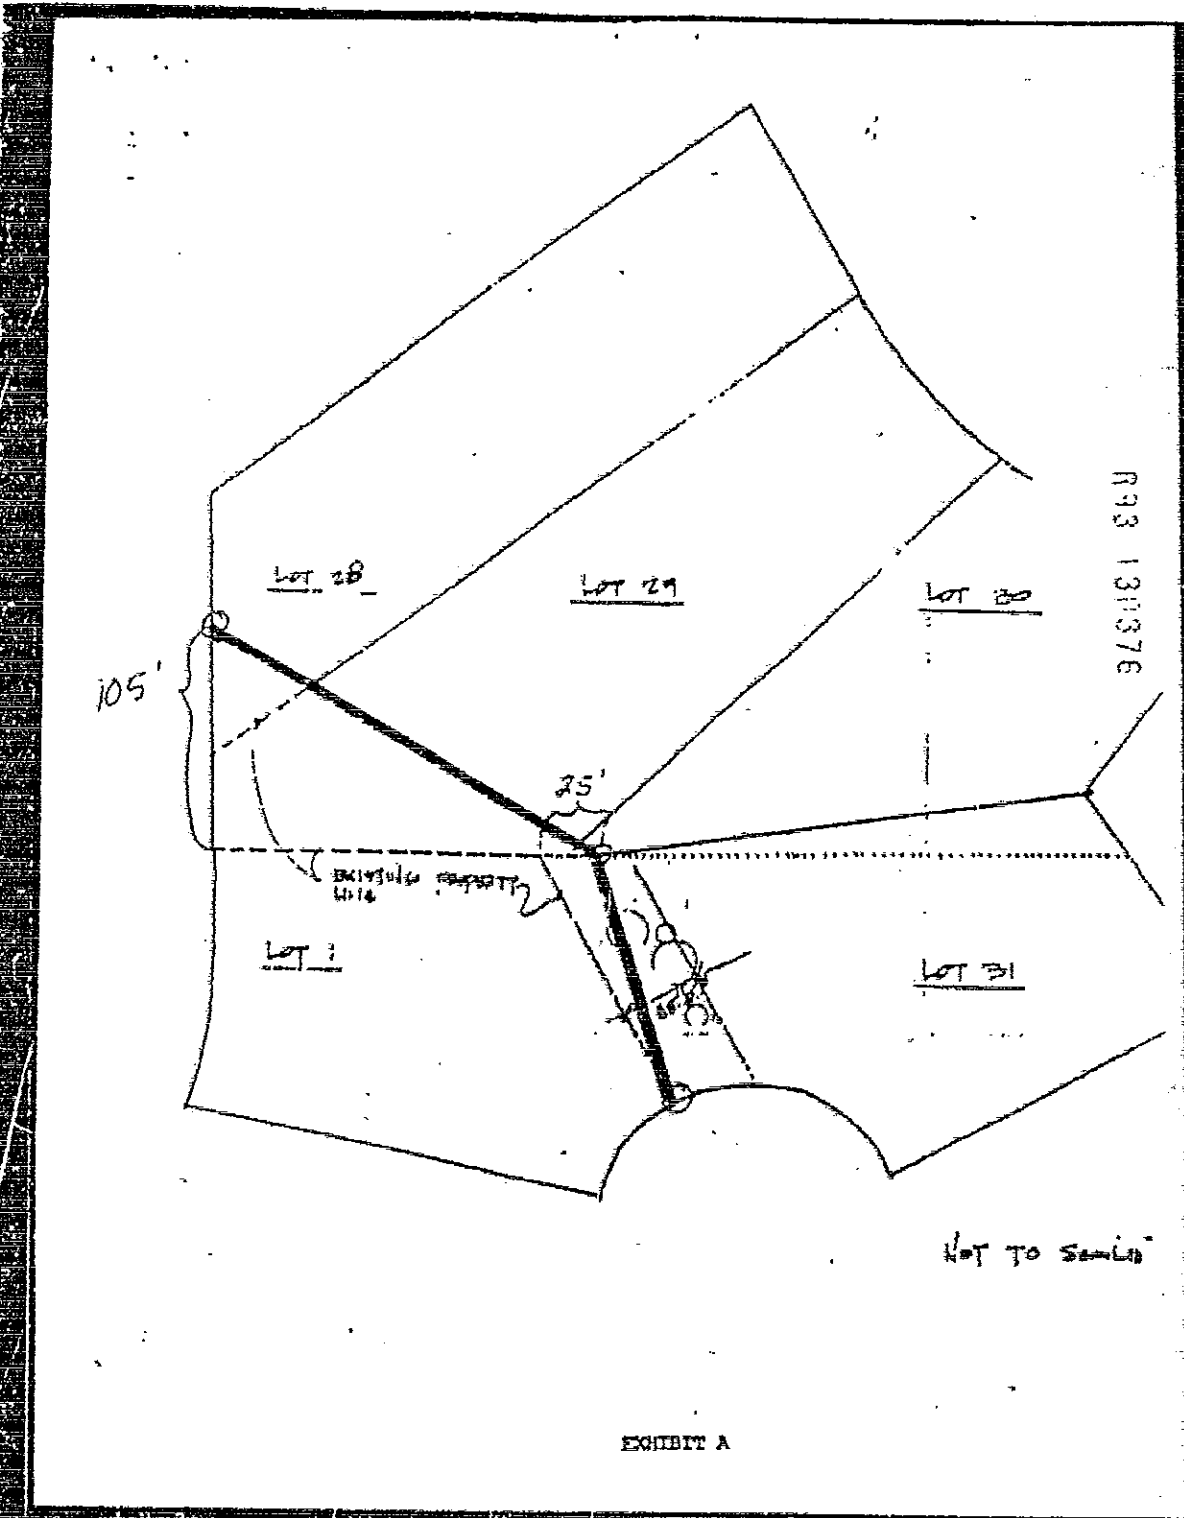 LOT 28
LOT 29
LOT 30
R93 130376
105'
25'
EXISTING PROPERTY
LINE
LOT 1
LOT 31
NOT TO SCALE
EXHIBIT A